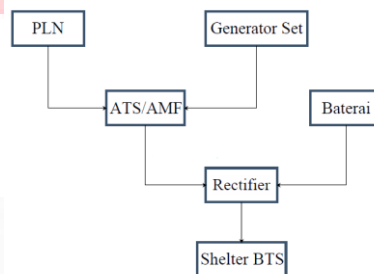 PLN
Generator Set
ATS/AMF
Baterai
Rectifier
Shelter BTS